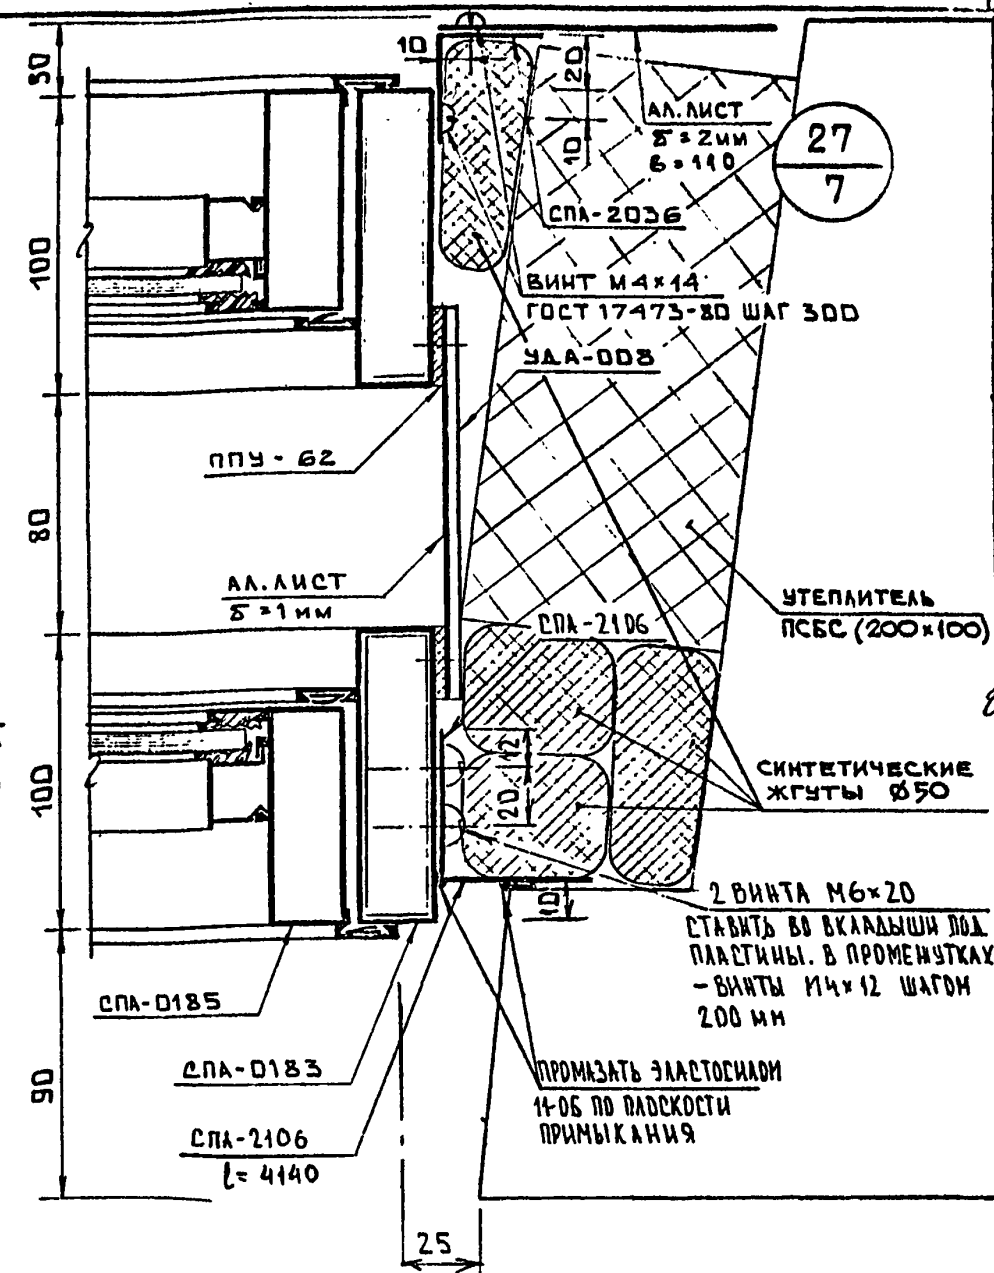 10
20
10
30
100
80
100
90
АЛ.ЛИСТ
δ=2мм
в=110
27
7
СПА-2036
ВИНТ М4×14
ГОСТ 17473-80 ШАГ 300
УДА-008
ППУ-62
АЛ.ЛИСТ
δ=1мм
СПА-2106
УТЕПЛИТЕЛЬ
ПСБС (200×100)
12
20
10
СИНТЕТИЧЕСКИЕ
ЖГУТЫ Ø50
2 ВИНТА М6×20
СТАВИТЬ ВО ВКЛАДЫШИ ПОД
ПЛАСТИНЫ. В ПРОМЕЖУТКАХ
- ВИНТЫ М4×12 ШАГОМ
200 мм
СПА-0185
СПА-0183
СПА-2106
ℓ= 4140
ПРОМАЗАТЬ ЭЛАСТОСИЛОМ
11-06 ПО ПЛОСКОСТИ
ПРИМЫКАНИЯ
25